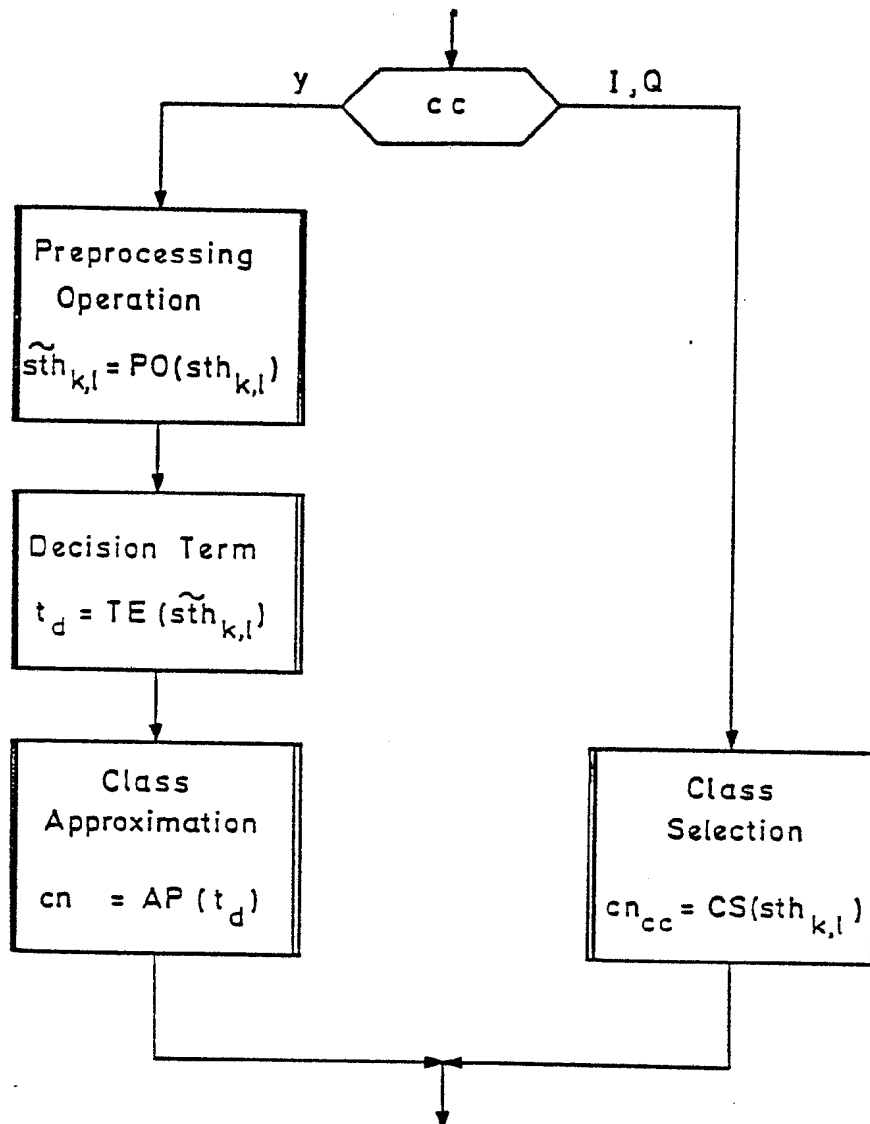 y
cc
I,Q
Preprocessing
Operation
s͠th_k,l = PO(sth_k,l)
Decision Term
t_d = TE(s͠th_k,l)
Class
Approximation
cn = AP(t_d)
Class
Selection
cn_cc = CS(sth_k,l)